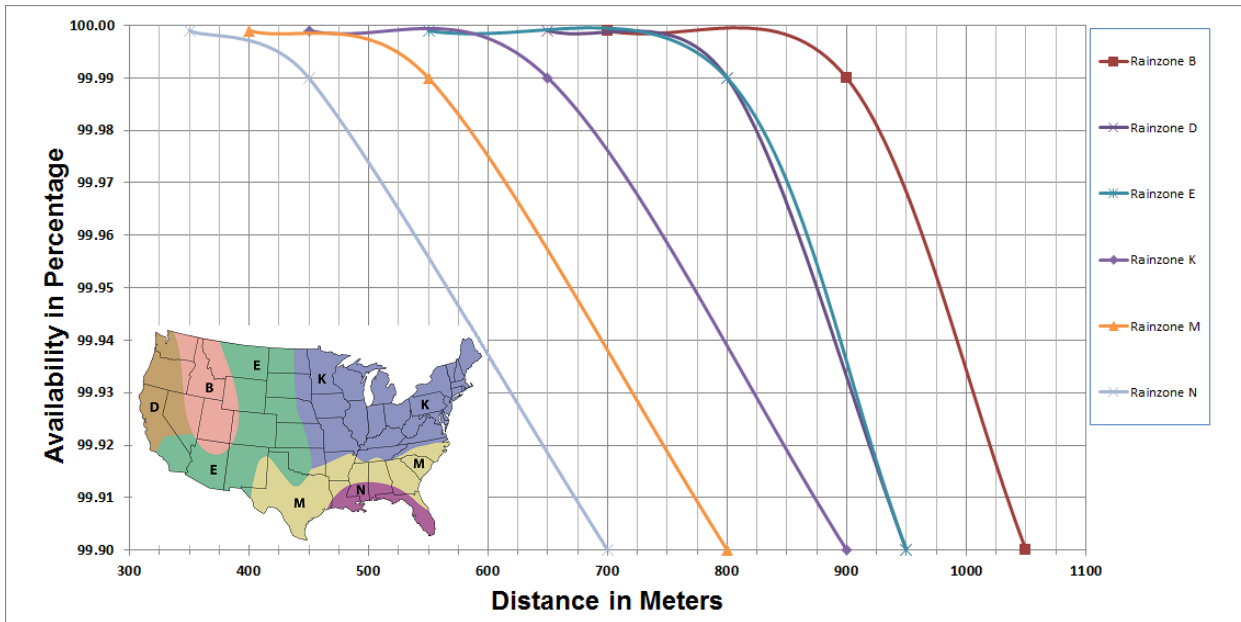 100.00
99.99
99.98
99.97
99.96
99.95
99.94
99.93
99.92
99.91
99.90
Availability in Percentage
300
400
500
600
700
800
900
1000
1100
Distance in Meters
Rainzone B
Rainzone D
Rainzone E
Rainzone K
Rainzone M
Rainzone N
E
K
B
D
K
E
M
N
M